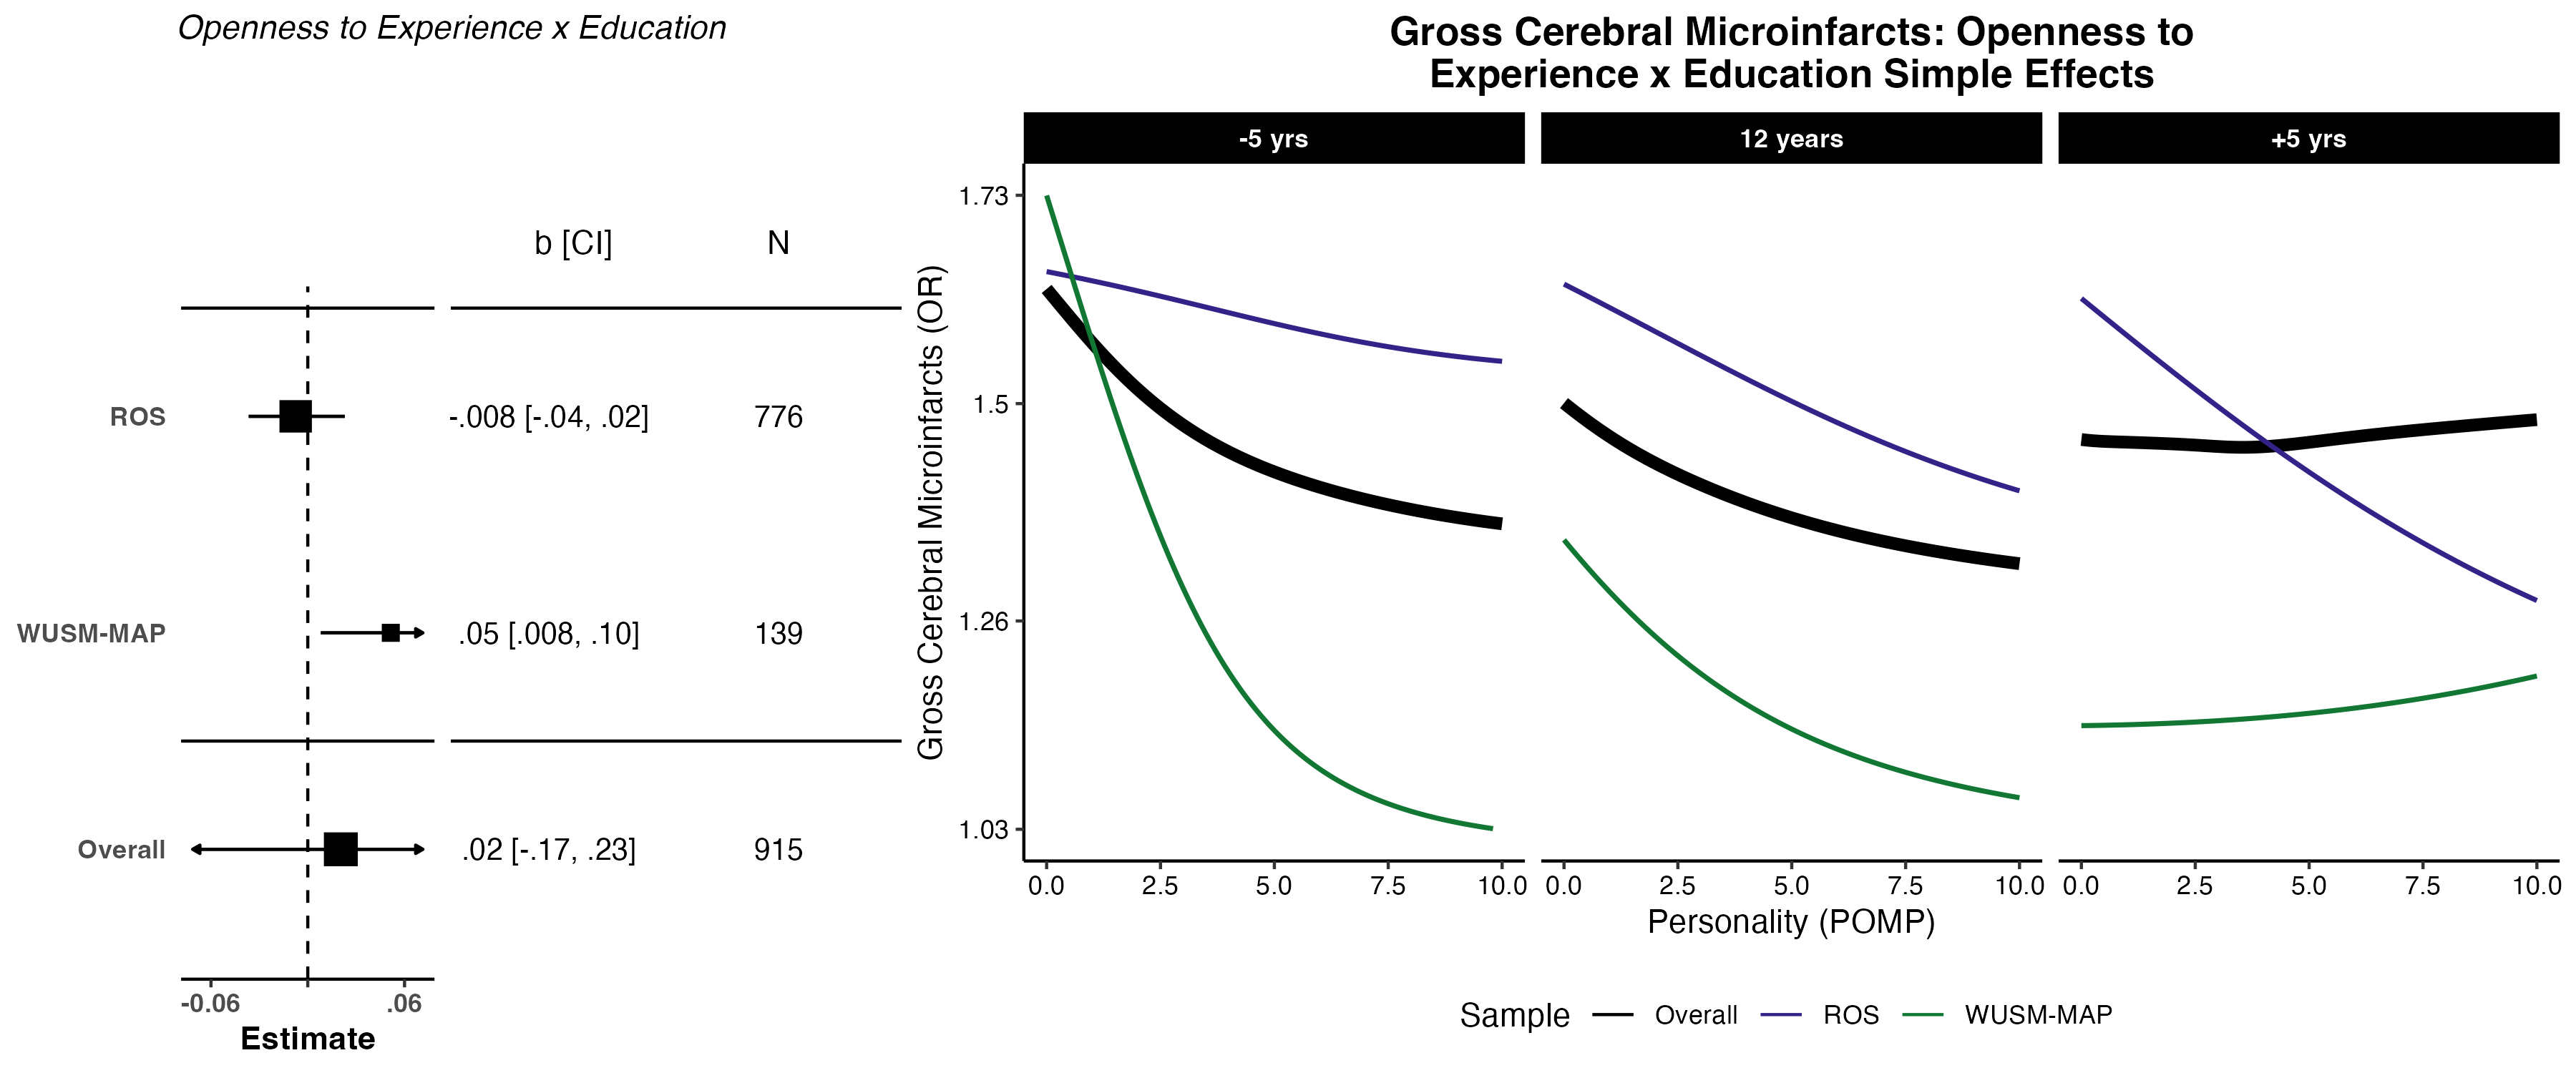 Openness to Experience x Education
b [CI] N
ROS -.008 [-.04, .02] 776
WUSM-MAP .05 [.008, .10] 139
Overall .02 [-.17, .23] 915
-0.06 .06
Estimate
Gross Cerebral Microinfarcts: Openness to
Experience x Education Simple Effects
-5 yrs 12 years +5 yrs
Gross Cerebral Microinfarcts (OR)
1.73
1.5
1.26
1.03
0.0 2.5 5.0 7.5 10.0 0.0 2.5 5.0 7.5 10.0 0.0 2.5 5.0 7.5 10.0
Personality (POMP)
Sample Overall ROS WUSM-MAP